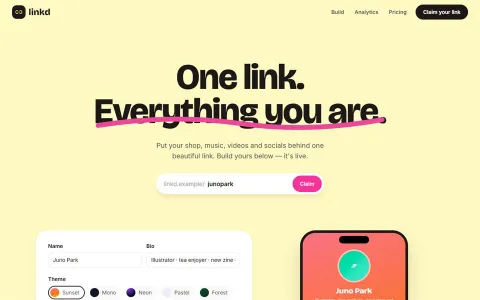 linkd
Build Analytics Pricing Claim your link
One link.
Everything you are.
Put your shop, music, videos and socials behind one
beautiful link. Build yours below — it's live.
linkd.example/ junopark Claim
Name Bio
Juno Park Illustrator · tea enjoyer · new zine
Theme
Sunset Mono Neon Pastel Forest
Juno Park